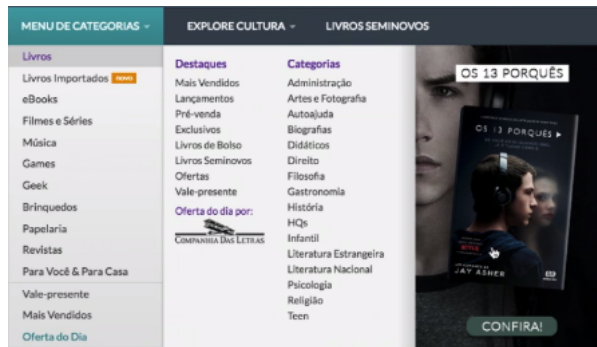 MENU DE CATEGORIAS
EXPLORE CULTURA
LIVROS SEMINOVOS
Livros
Livros Importados NOVO
eBooks
Filmes e Séries
Música
Games
Geek
Brinquedos
Papelaria
Revistas
Para Você & Para Casa
Vale-presente
Mais Vendidos
Oferta do Dia
Destaques
Mais Vendidos
Lançamentos
Pré-venda
Exclusivos
Livros de Bolso
Livros Seminovos
Ofertas
Vale-presente
Oferta do dia por:
COMPANHIA DAS LETRAS
Categorias
Administração
Artes e Fotografia
Autoajuda
Biografias
Didáticos
Direito
Filosofia
Gastronomia
História
HQs
Infantil
Literatura Estrangeira
Literatura Nacional
Psicologia
Religião
Teen
OS 13 PORQUÊS
OS 13 PORQUÊS
NETFLIX
JAY ASHER
CONFIRA!